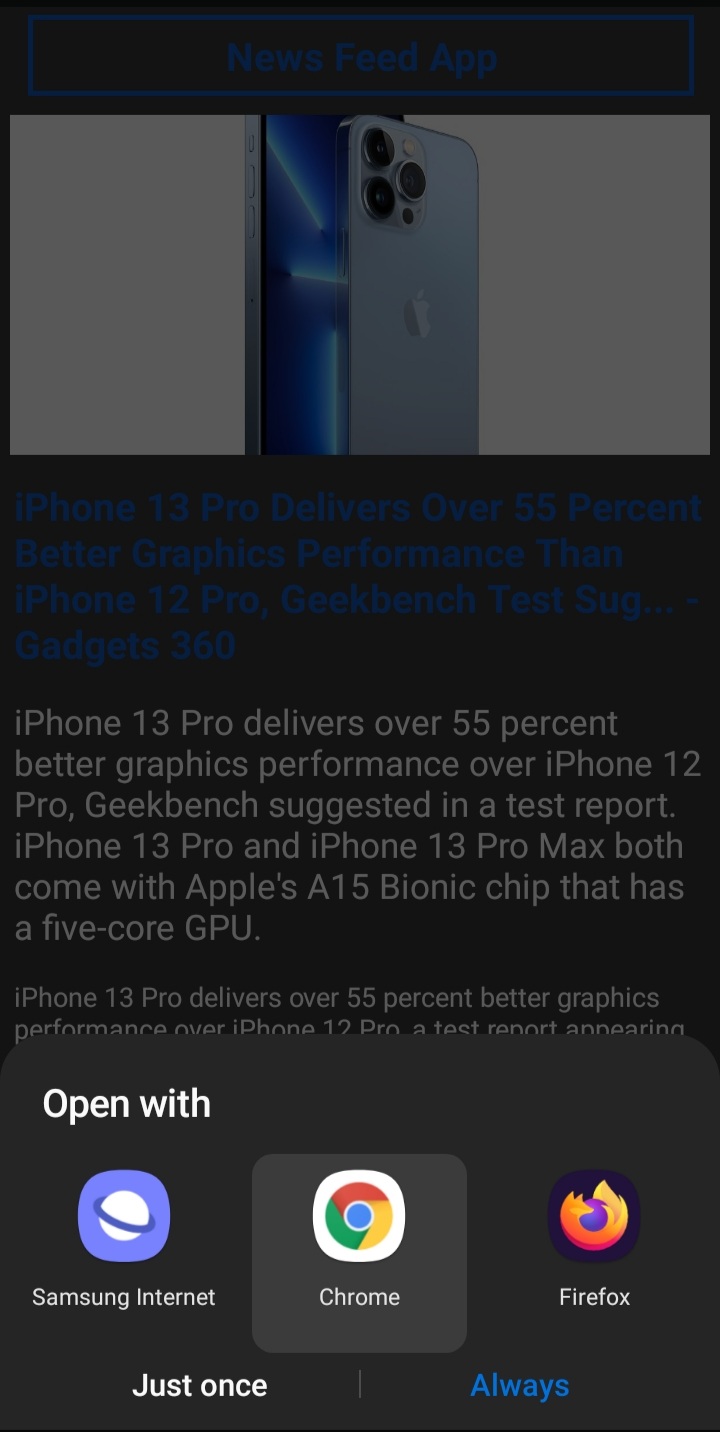 News Feed App
iPhone 13 Pro Delivers Over 55 Percent
Better Graphics Performance Than
iPhone 12 Pro, Geekbench Test Sug... -
Gadgets 360
iPhone 13 Pro delivers over 55 percent
better graphics performance over iPhone 12
Pro, Geekbench suggested in a test report.
iPhone 13 Pro and iPhone 13 Pro Max both
come with Apple's A15 Bionic chip that has
a five-core GPU.
iPhone 13 Pro delivers over 55 percent better graphics
performance over iPhone 12 Pro, a test report appearing
Open with
Samsung Internet
Chrome
Firefox
Just once
Always